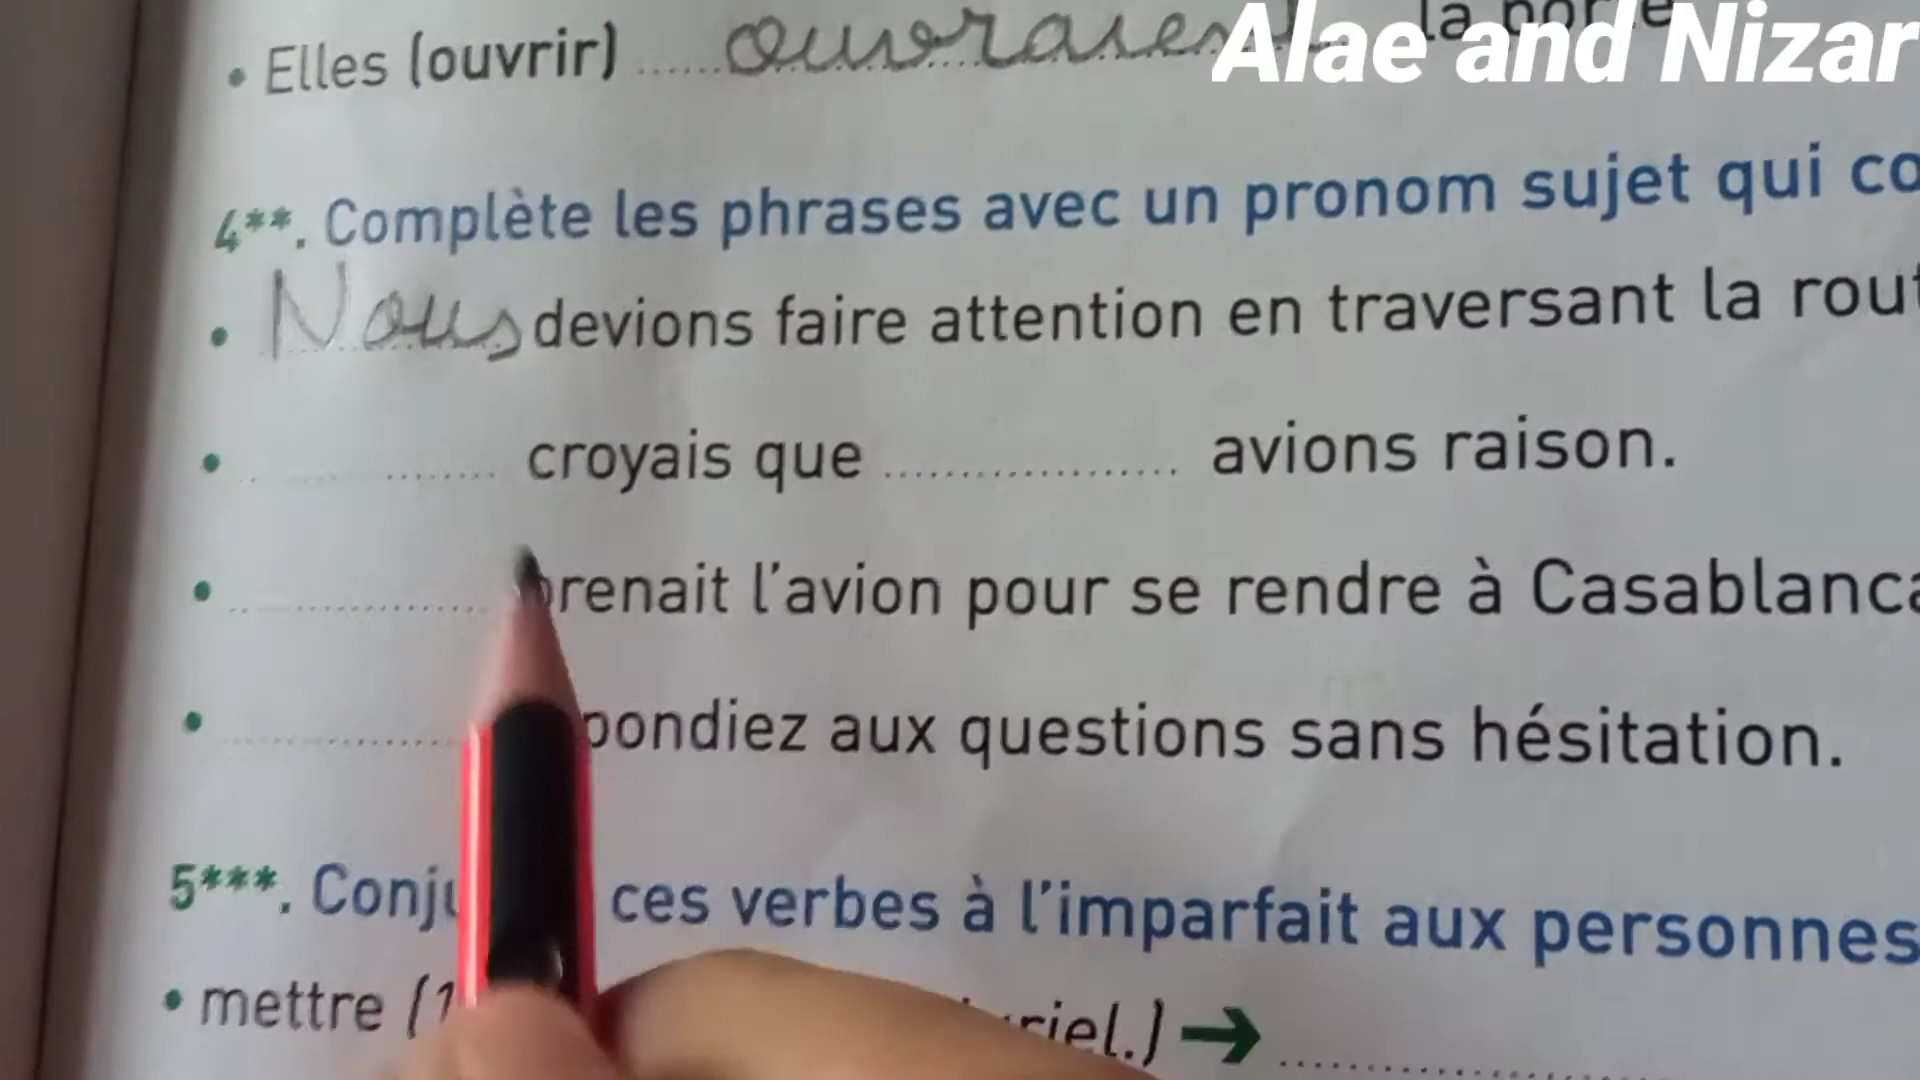 • Elles (ouvrir) ...... ouvraient la porte
Alae and Nizar
4**. Complète les phrases avec un pronom sujet qui co
• Nous devions faire attention en traversant la rout
• .................. croyais que .................. avions raison.
• .................. prenait l'avion pour se rendre à Casablanca
• .................. pondiez aux questions sans hésitation.
5***. Conju ces verbes à l'imparfait aux personnes
• mettre (1 riel.) ➔ ..................